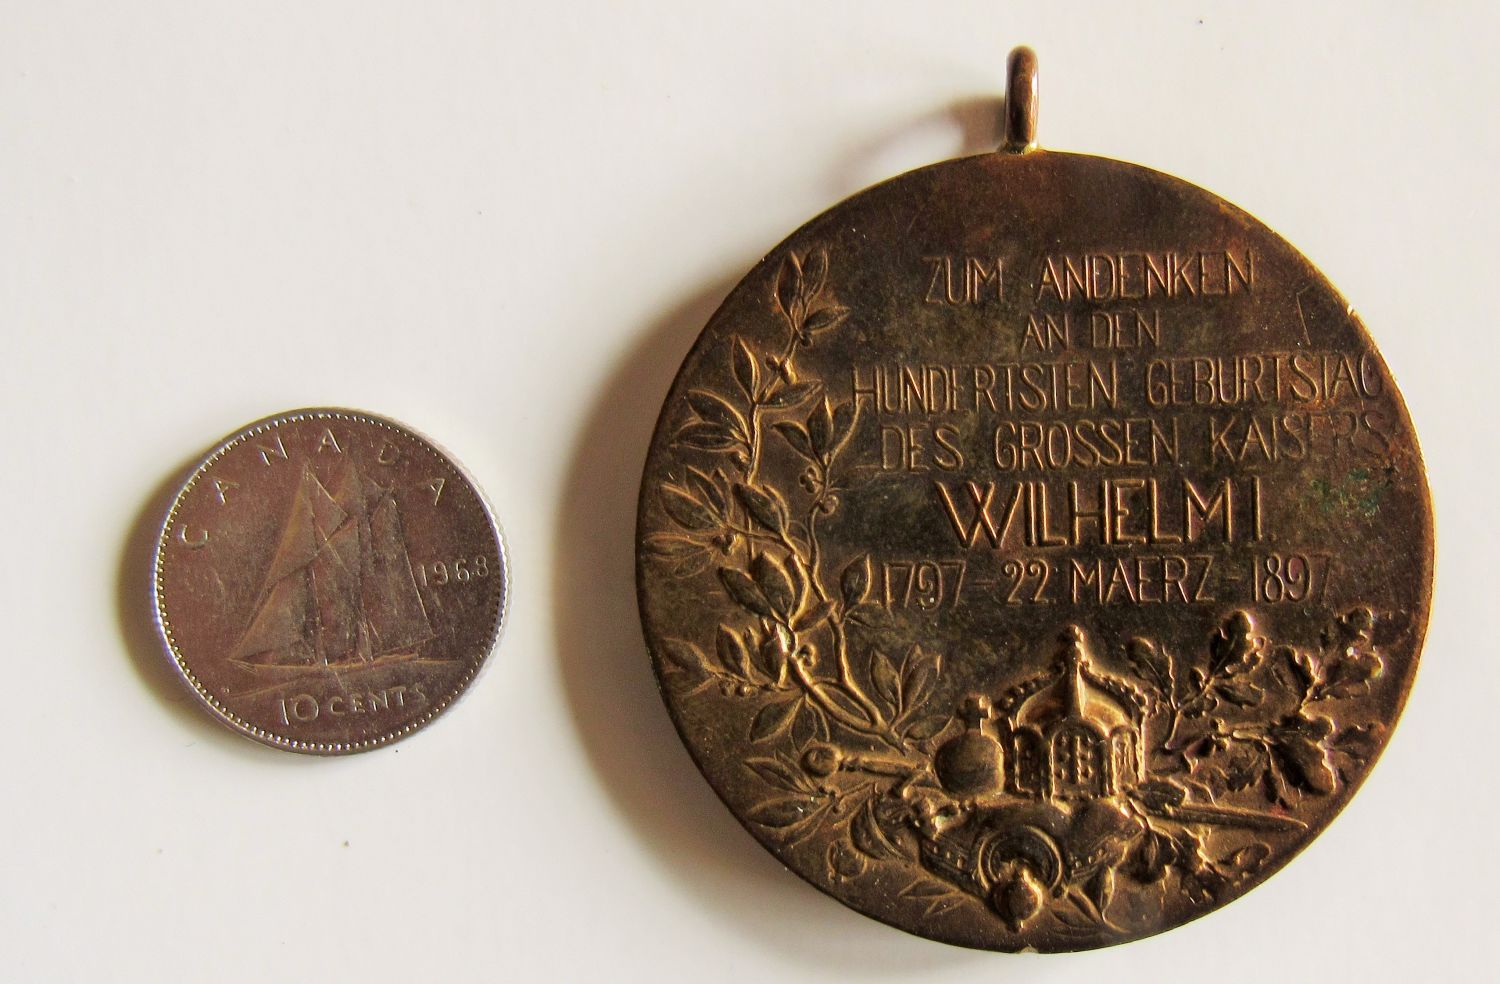 CANADA
1968
10 CENTS
ZUM ANDENKEN
AN DEN
HUNDERTSTEN GEBURTSTAG
DES GROSSEN KAISERS
WILHELM I.
1797-22 MAERZ-1897